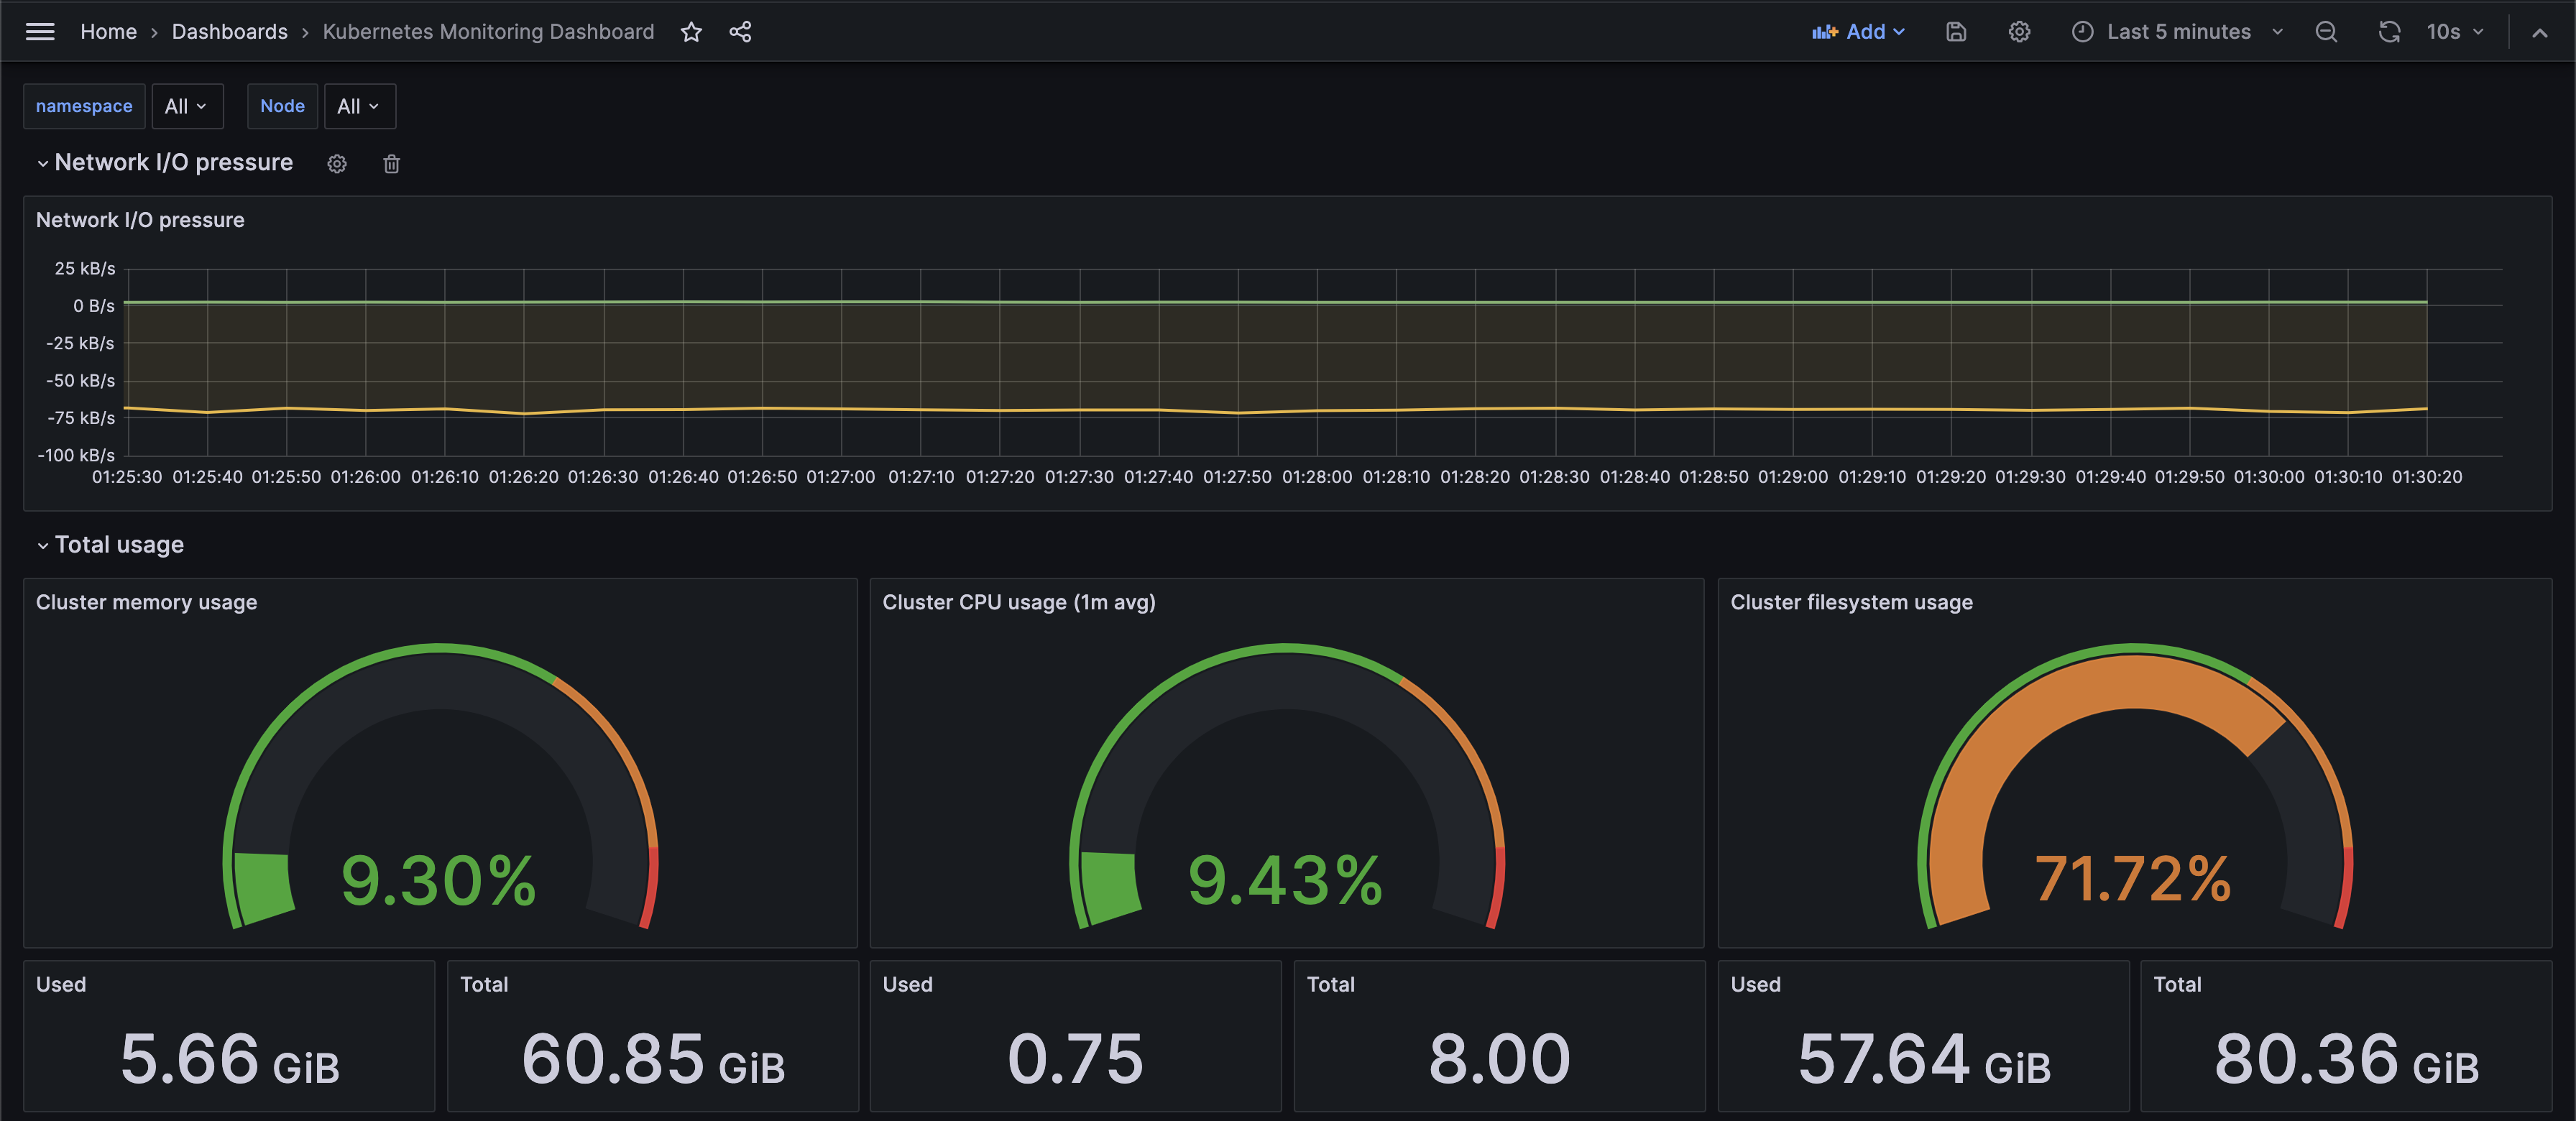 Home › Dashboards › Kubernetes Monitoring Dashboard Add Last 5 minutes 10s
namespace All Node All
Network I/O pressure
Network I/O pressure
25 kB/s
0 B/s
-25 kB/s
-50 kB/s
-75 kB/s
-100 kB/s
01:25:30 01:25:40 01:25:50 01:26:00 01:26:10 01:26:20 01:26:30 01:26:40 01:26:50 01:27:00 01:27:10 01:27:20 01:27:30 01:27:40 01:27:50 01:28:00 01:28:10 01:28:20 01:28:30 01:28:40 01:28:50 01:29:00 01:29:10 01:29:20 01:29:30 01:29:40 01:29:50 01:30:00 01:30:10 01:30:20
Total usage
Cluster memory usage
9.30%
Cluster CPU usage (1m avg)
9.43%
Cluster filesystem usage
71.72%
Used
5.66 GiB
Total
60.85 GiB
Used
0.75
Total
8.00
Used
57.64 GiB
Total
80.36 GiB